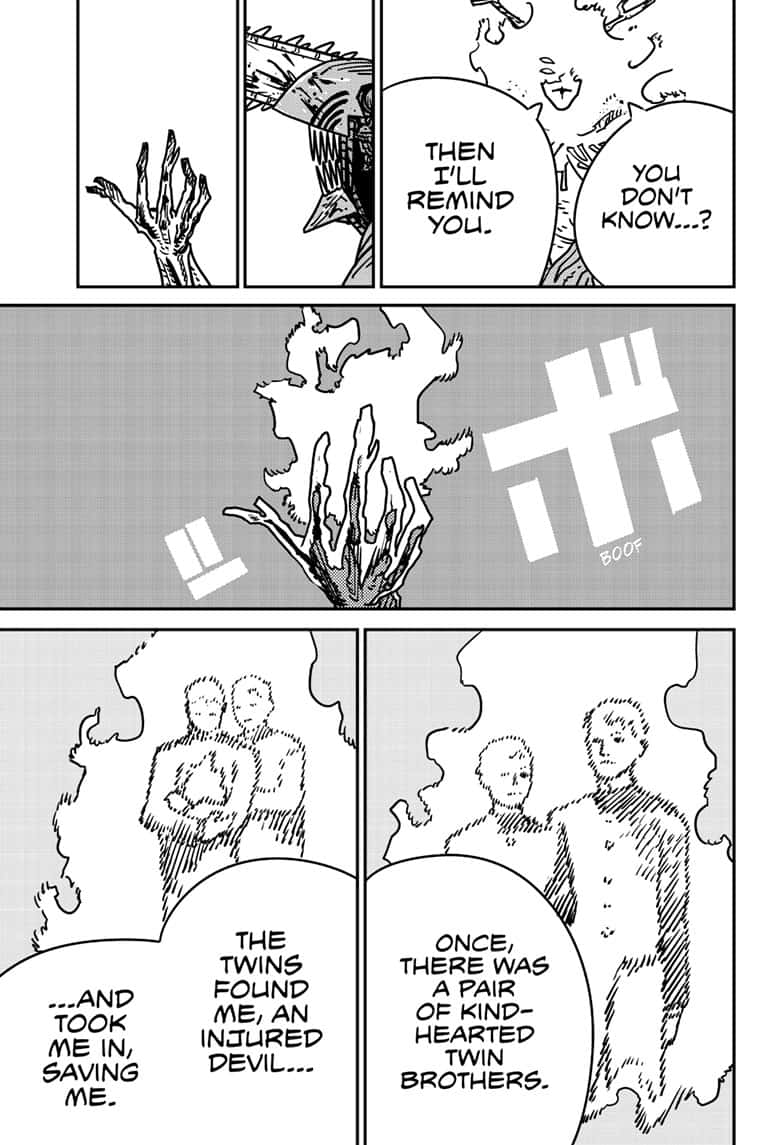 YOU
DON'T
KNOW...?
THEN
I'LL
REMIND
YOU.
ボ
BOOF
ッ
ONCE,
THERE WAS
A PAIR
OF KIND-
HEARTED
TWIN
BROTHERS.
THE
TWINS
FOUND
ME, AN
INJURED
DEVIL...
...AND
TOOK
ME IN,
SAVING
ME.